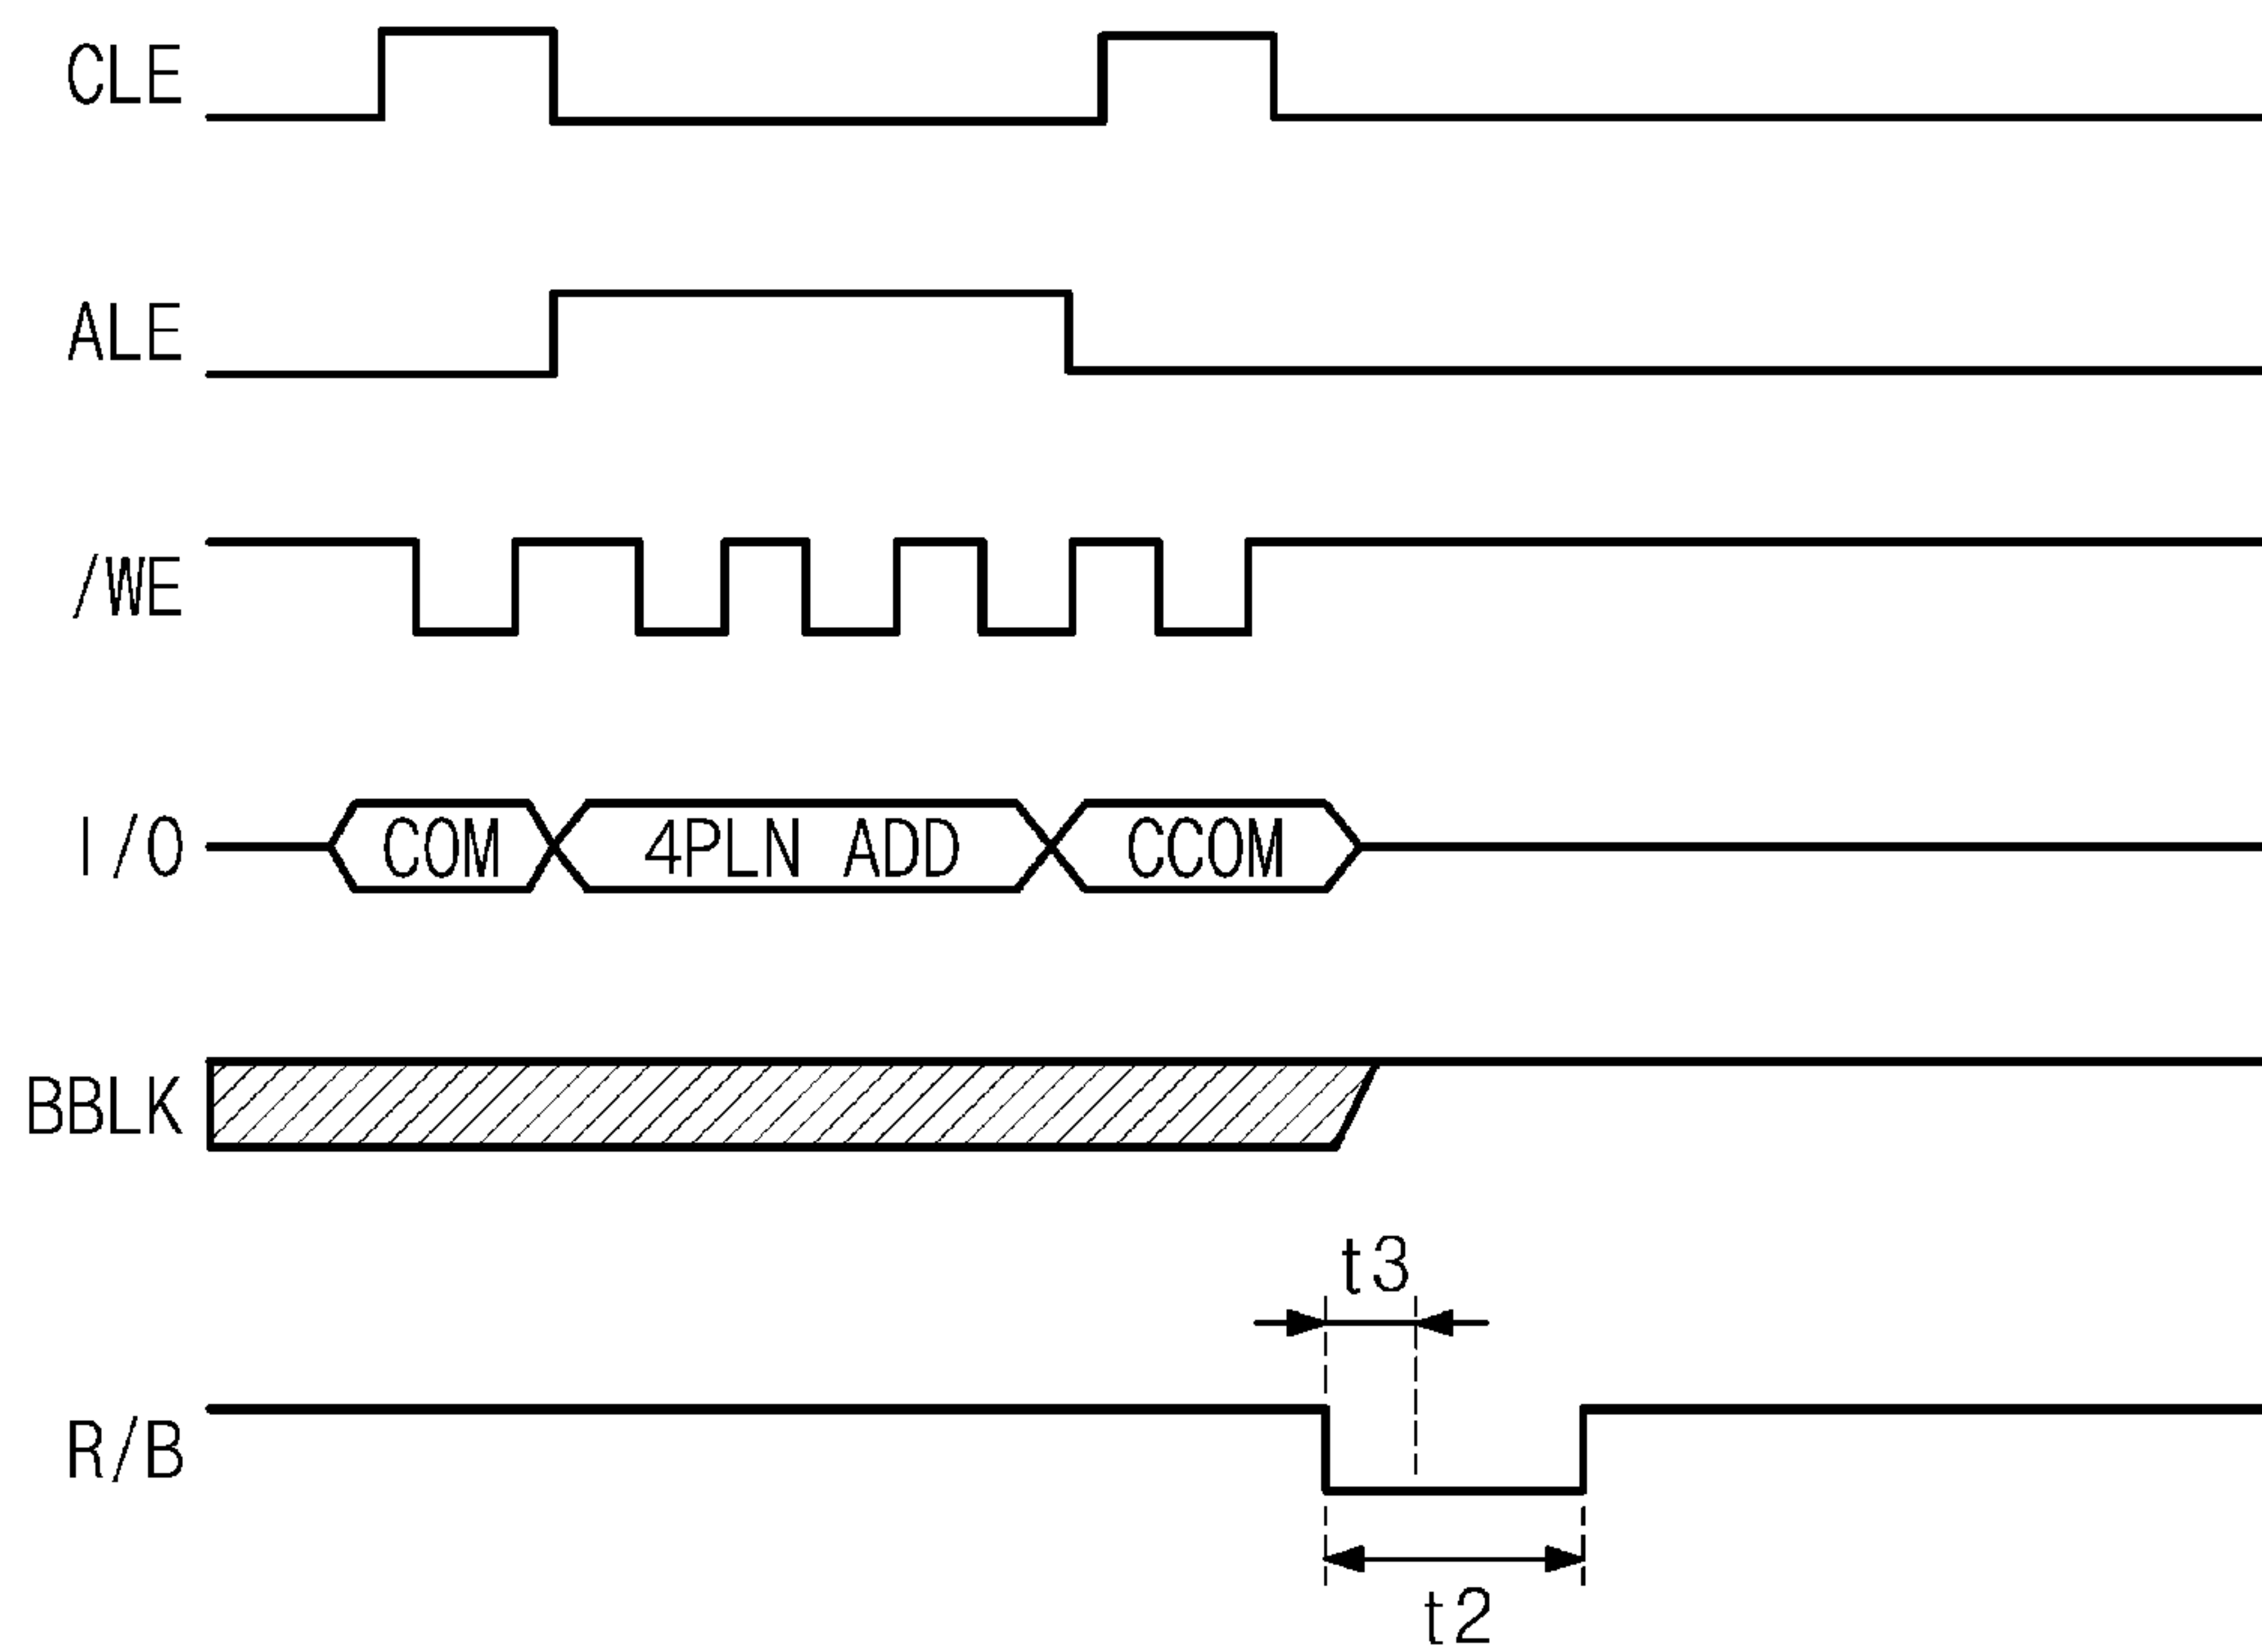 CLE
ALE
/WE
I/O COM 4PLN ADD CCOM
BBLK
t3
R/B
t2